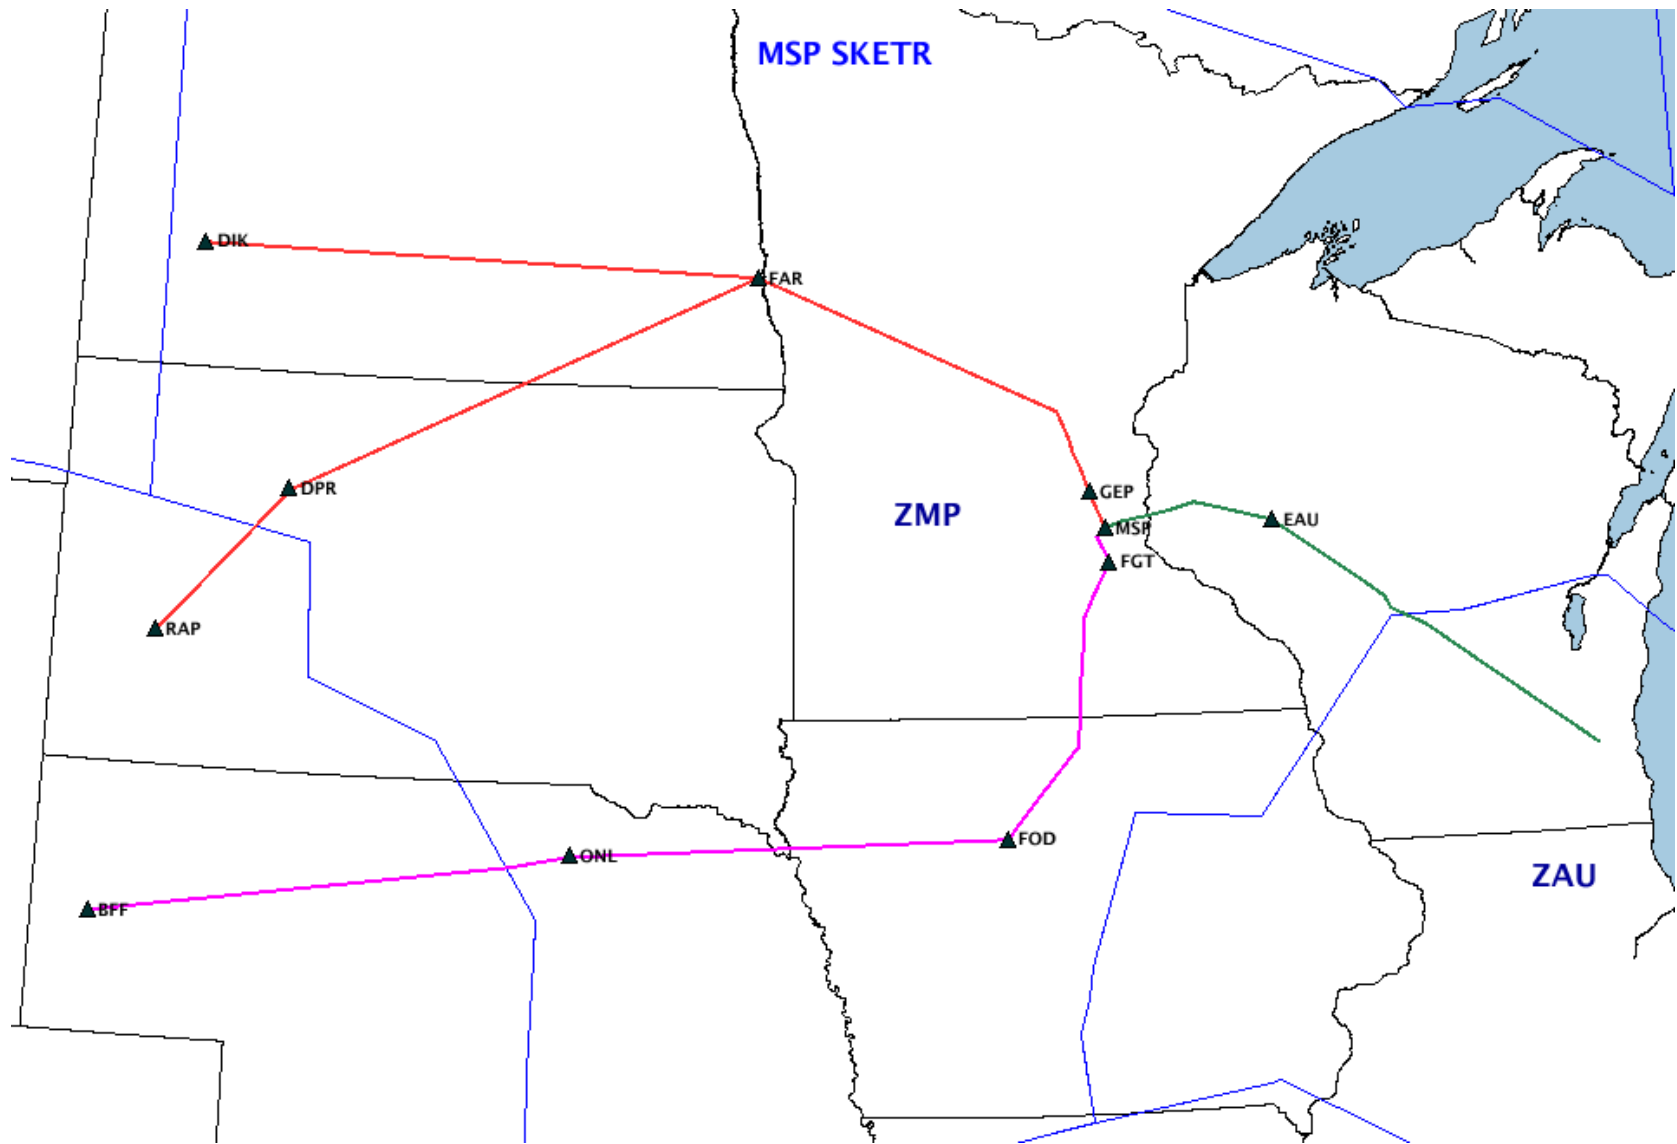 MSP SKETR
DIK
FAR
DPR
GEP
ZMP
MSP
EAU
FGT
RAP
FOD
ONL
ZAU
BFF